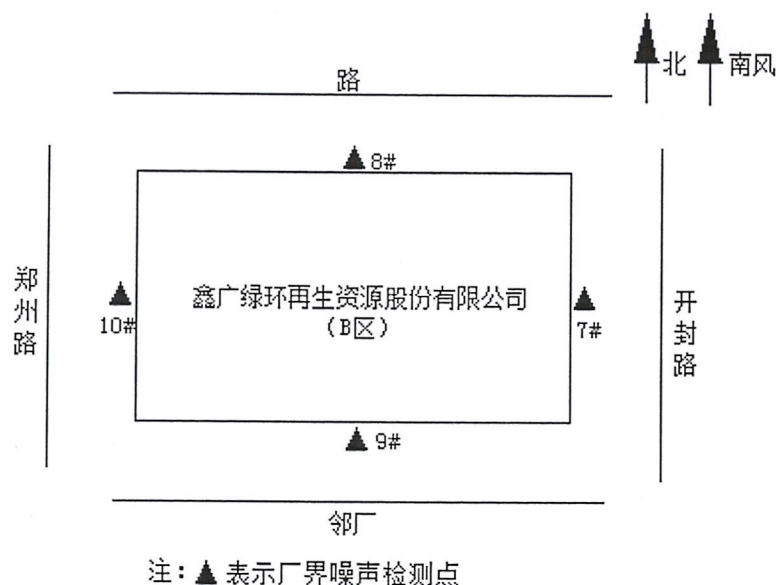 路
北
南风
8#
郑州路
鑫广绿环再生资源股份有限公司
(B区)
10#
7#
开封路
9#
邻厂
注：▲ 表示厂界噪声检测点